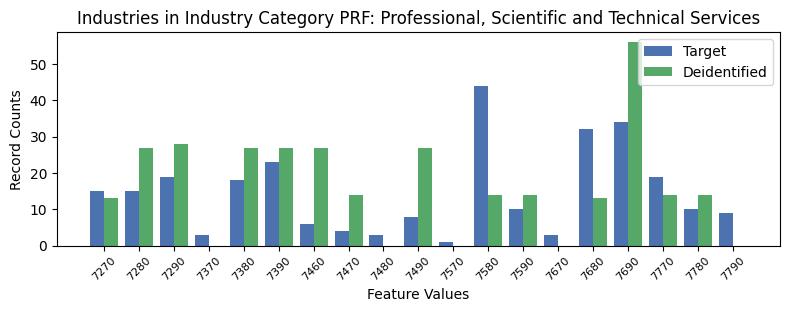 Industries in Industry Category PRF: Professional, Scientific and Technical Services
Target
Deidentified
Record Counts
50
40
30
20
10
0
7270 7280 7290 7370 7380 7390 7460 7470 7480 7490 7570 7580 7590 7670 7680 7690 7770 7780 7790
Feature Values